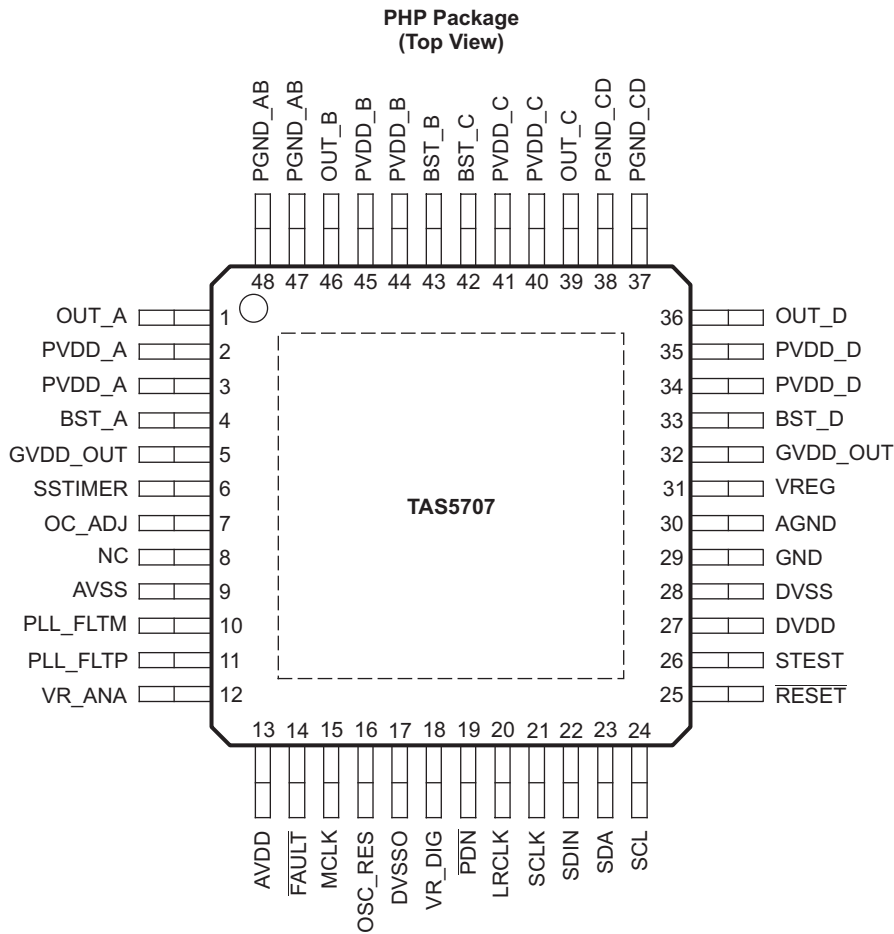 PHP Package
(Top View)
PGND_AB
PGND_AB
OUT_B
PVDD_B
PVDD_B
BST_B
BST_C
PVDD_C
PVDD_C
OUT_C
PGND_CD
PGND_CD
48 47 46 45 44 43 42 41 40 39 38 37
OUT_A 1
PVDD_A 2
PVDD_A 3
BST_A 4
GVDD_OUT 5
SSTIMER 6
OC_ADJ 7
NC 8
AVSS 9
PLL_FLTM 10
PLL_FLTP 11
VR_ANA 12
TAS5707
36 OUT_D
35 PVDD_D
34 PVDD_D
33 BST_D
32 GVDD_OUT
31 VREG
30 AGND
29 GND
28 DVSS
27 DVDD
26 STEST
25 RESET
13 14 15 16 17 18 19 20 21 22 23 24
AVDD
FAULT
MCLK
OSC_RES
DVSSO
VR_DIG
PDN
LRCLK
SCLK
SDIN
SDA
SCL